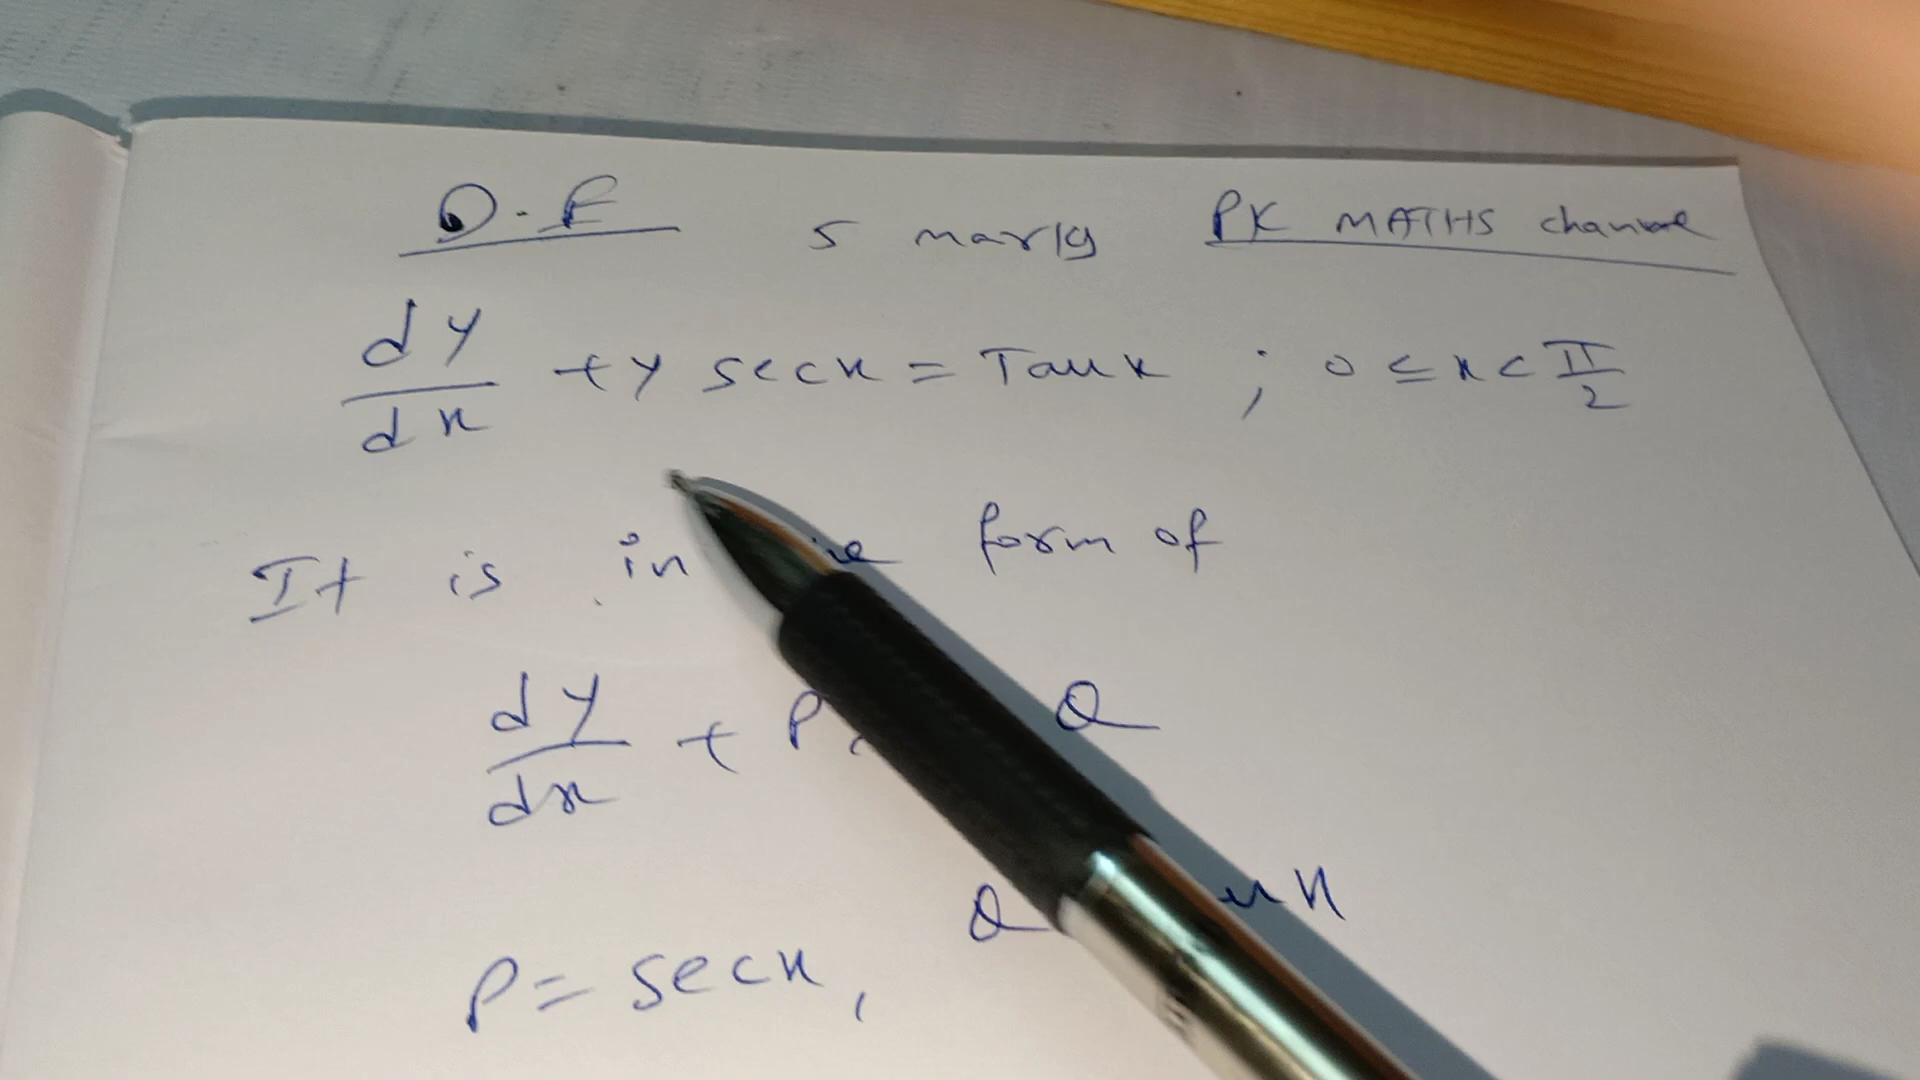 D.E 5 marks PK MATHS channel
dy/dx + y secx = Tanx ; 0 ≤ x < π/2
It is in form of
dy/dx + P Q
P = secx, Q x